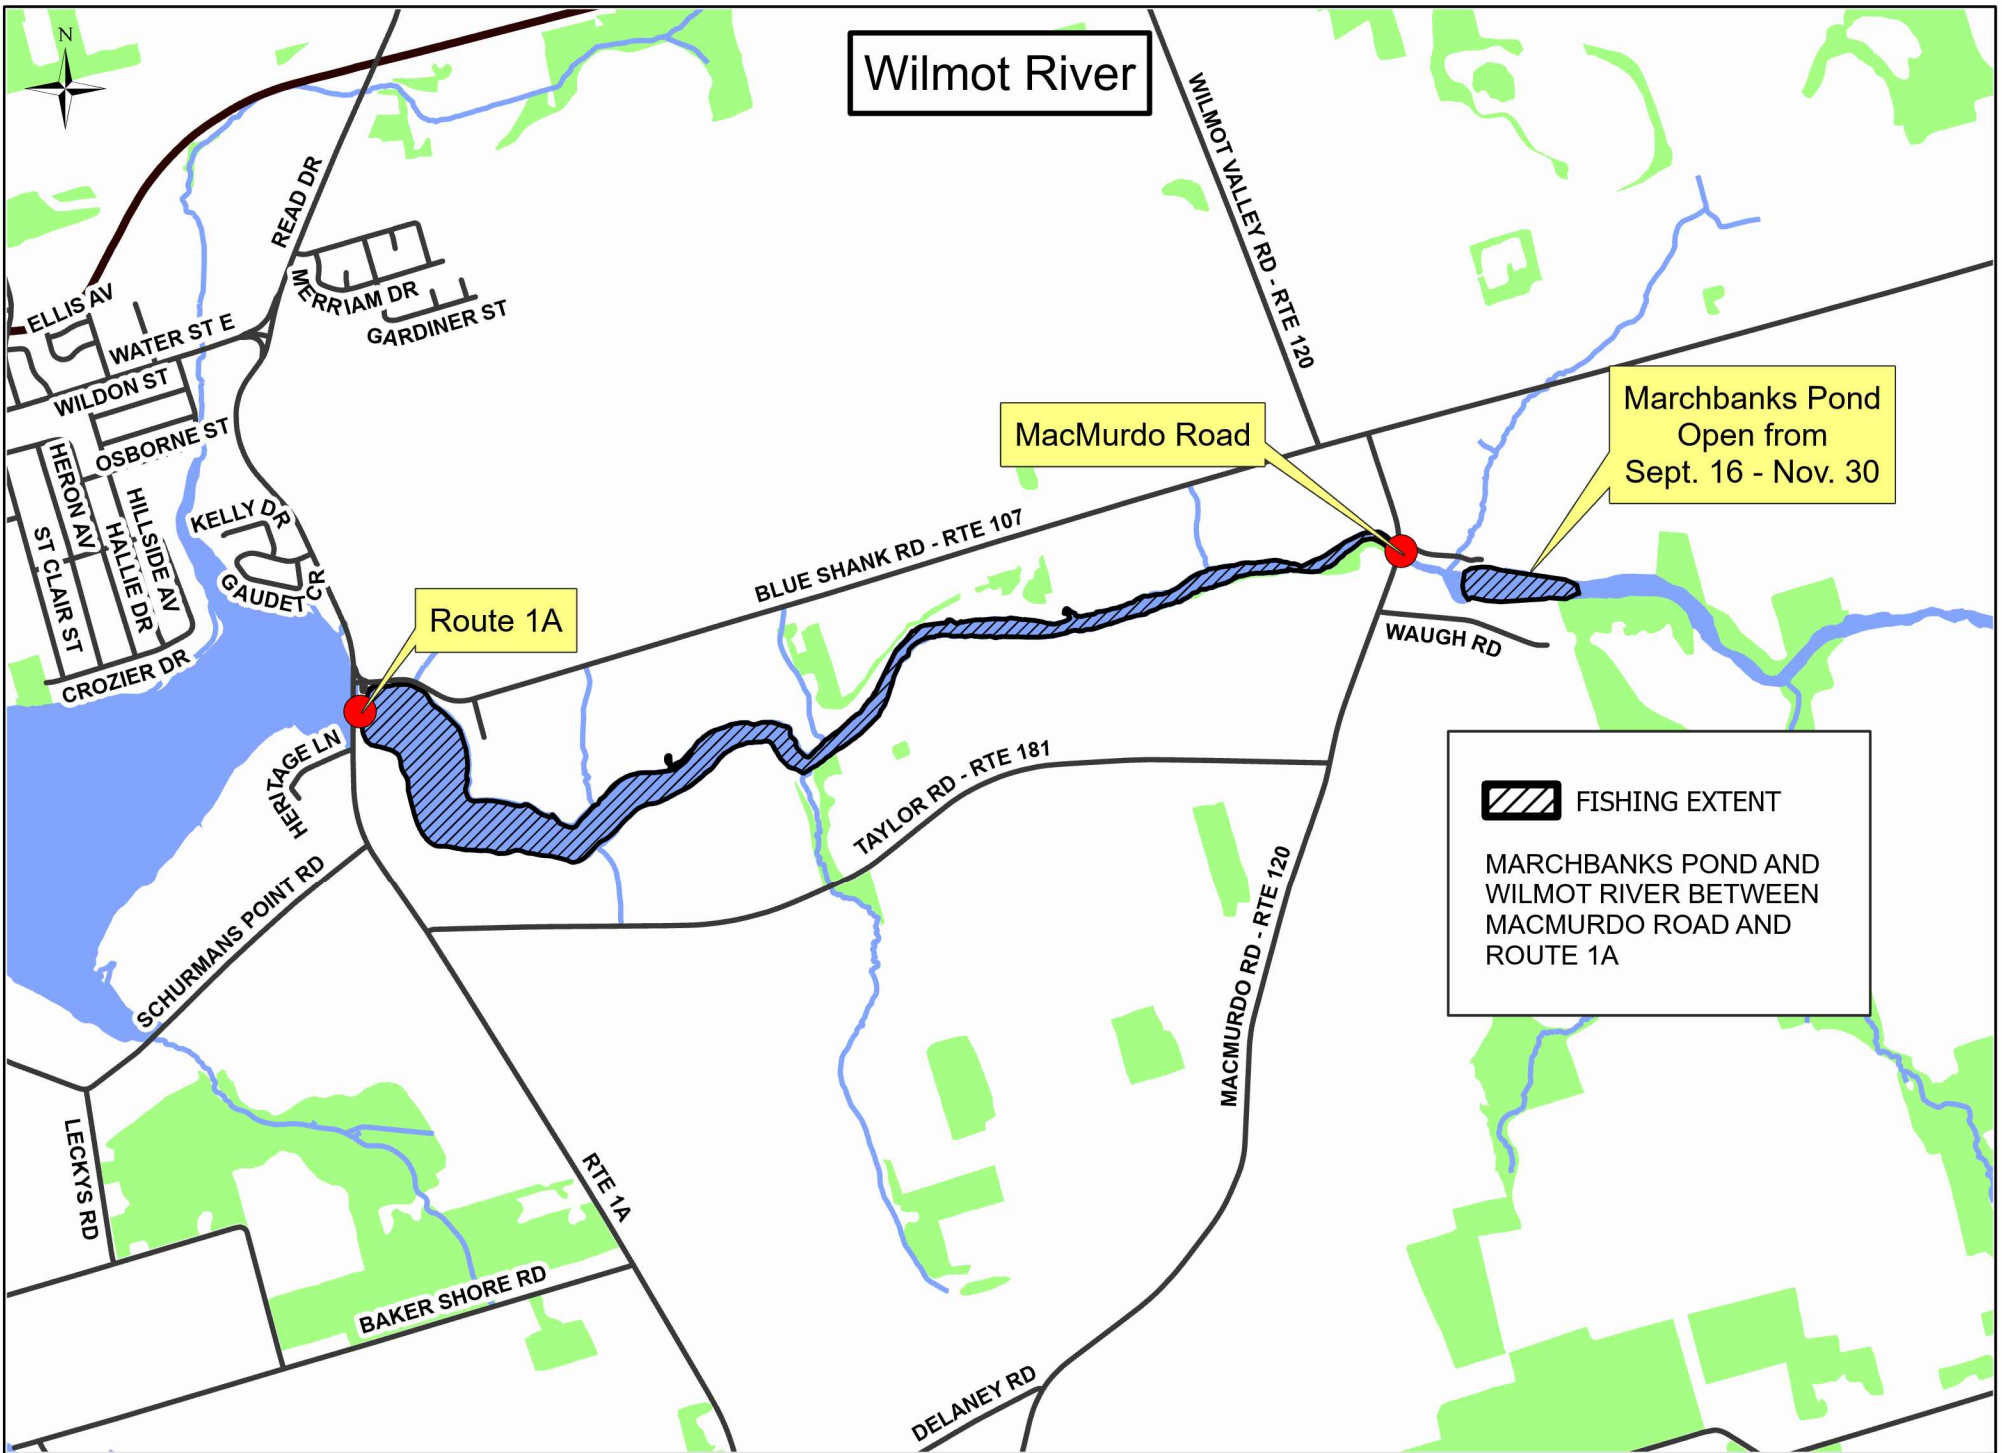 N
Wilmot River
WILMOT VALLEY RD - RTE 120
READ DR
MERRIAM DR
GARDINER ST
ELLIS AV
WATER ST E
WILDON ST
OSBORNE ST
HERON AV
HILLSIDE AV
HALLIE DR
ST CLAIR ST
KELLY DR
GAUDET CR
CROZIER DR
MacMurdo Road
Marchbanks Pond
Open from
Sept. 16 - Nov. 30
BLUE SHANK RD - RTE 107
Route 1A
WAUGH RD
HERITAGE LN
TAYLOR RD - RTE 181
SCHURMANS POINT RD
MACMURDO RD - RTE 120
FISHING EXTENT
MARCHBANKS POND AND
WILMOT RIVER BETWEEN
MACMURDO ROAD AND
ROUTE 1A
LECKYS RD
RTE 1A
BAKER SHORE RD
DELANEY RD